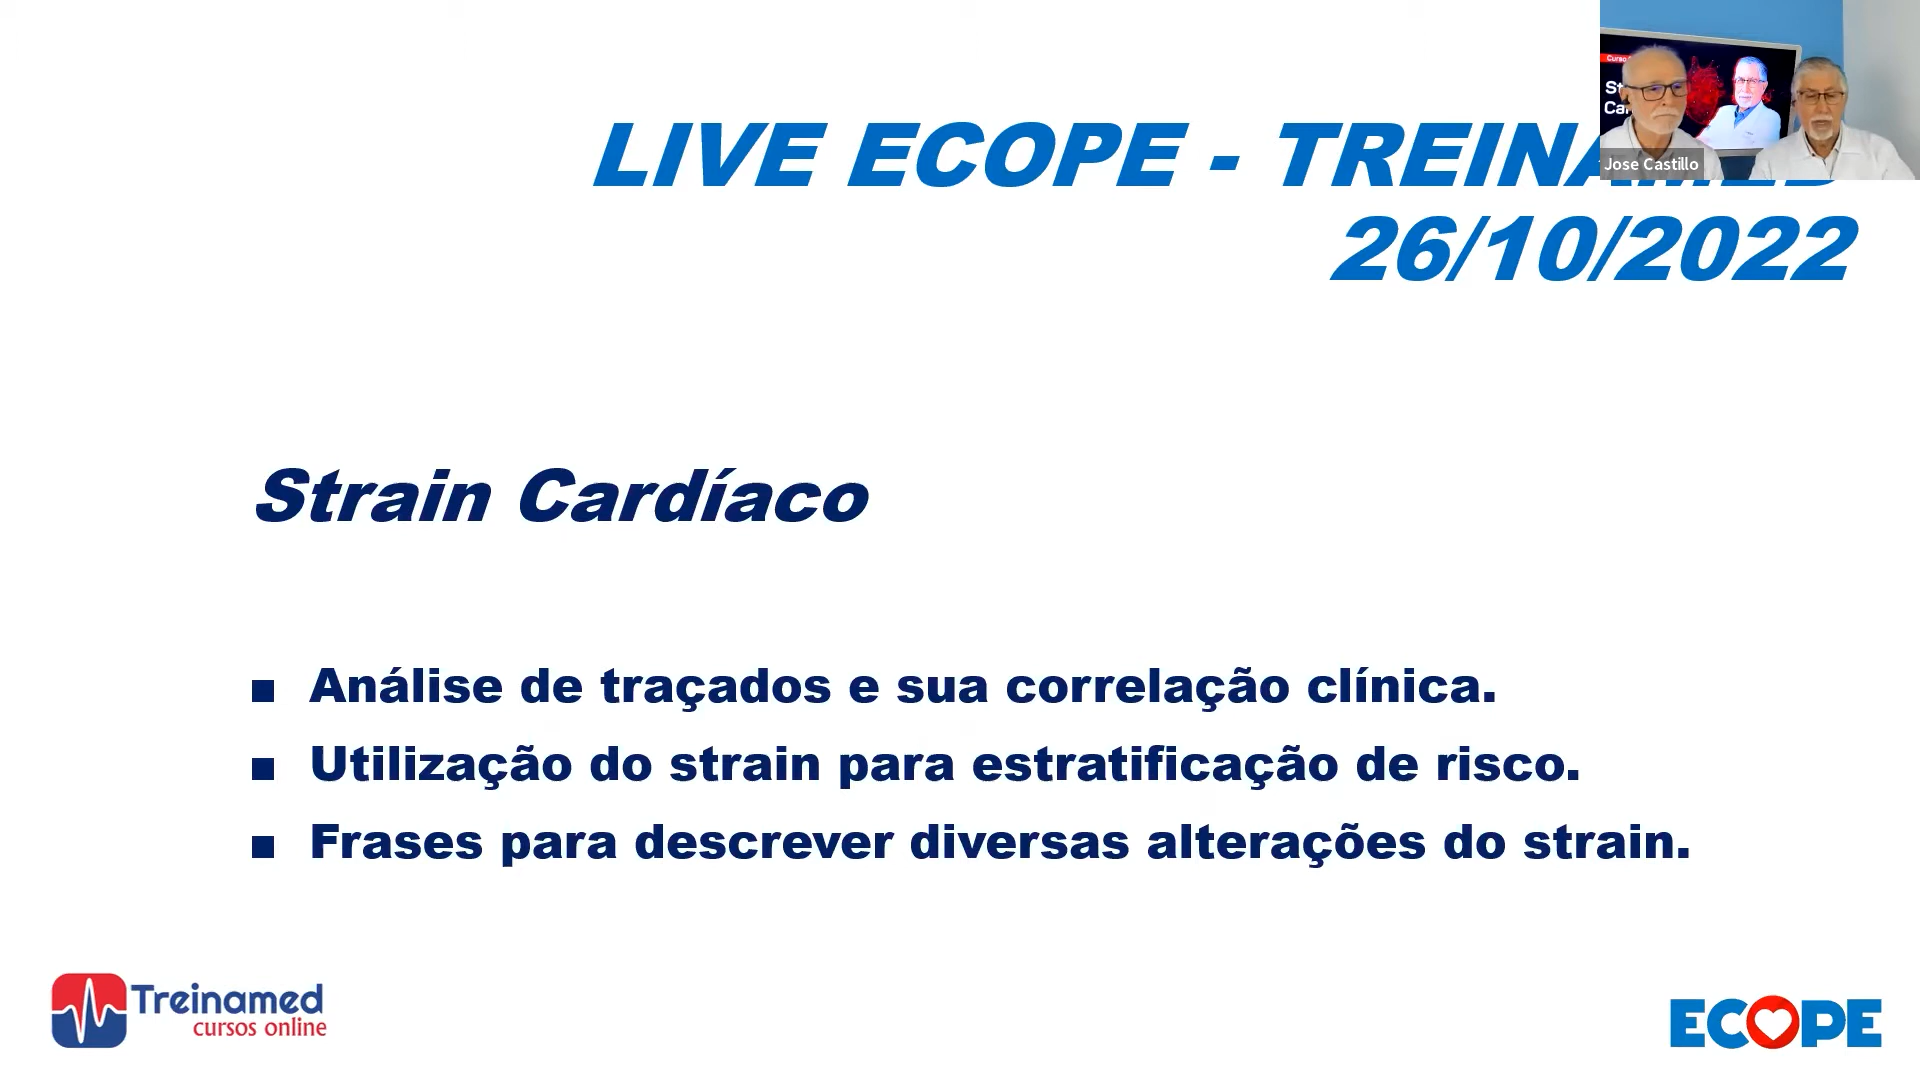 LIVE ECOPE - TREINAMED
26/10/2022
Jose Castillo
Strain Cardíaco
▪ Análise de traçados e sua correlação clínica.
▪ Utilização do strain para estratificação de risco.
▪ Frases para descrever diversas alterações do strain.
Treinamed
cursos online
ECOPE